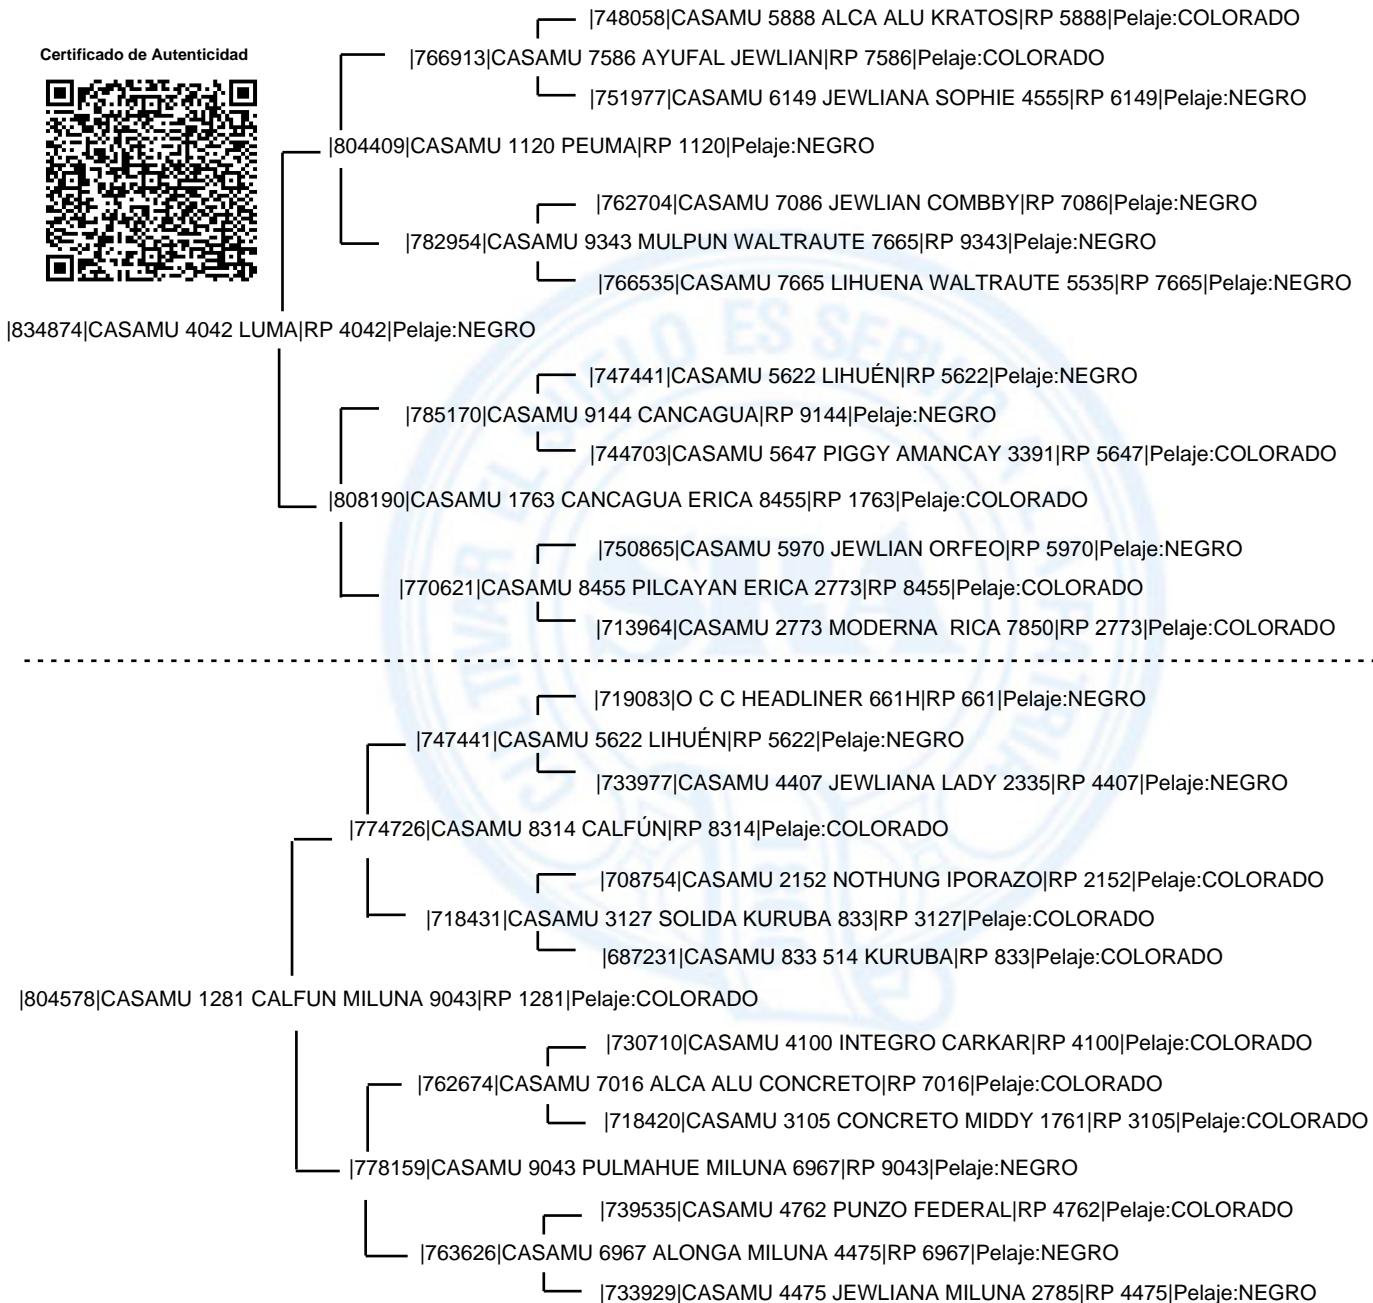 |748058|CASAMU 5888 ALCA ALU KRATOS|RP 5888|Pelaje:COLORADO
Certificado de Autenticidad
|766913|CASAMU 7586 AYUFAL JEWLIAN|RP 7586|Pelaje:COLORADO
|751977|CASAMU 6149 JEWLIANA SOPHIE 4555|RP 6149|Pelaje:NEGRO
|804409|CASAMU 1120 PEUMA|RP 1120|Pelaje:NEGRO
|762704|CASAMU 7086 JEWLIAN COMBBY|RP 7086|Pelaje:NEGRO
|782954|CASAMU 9343 MULPUN WALTRAUTE 7665|RP 9343|Pelaje:NEGRO
|766535|CASAMU 7665 LIHUENA WALTRAUTE 5535|RP 7665|Pelaje:NEGRO
|834874|CASAMU 4042 LUMA|RP 4042|Pelaje:NEGRO
|747441|CASAMU 5622 LIHUÉN|RP 5622|Pelaje:NEGRO
|785170|CASAMU 9144 CANCAGUA|RP 9144|Pelaje:NEGRO
|744703|CASAMU 5647 PIGGY AMANCAY 3391|RP 5647|Pelaje:COLORADO
|808190|CASAMU 1763 CANCAGUA ERICA 8455|RP 1763|Pelaje:COLORADO
|750865|CASAMU 5970 JEWLIAN ORFEO|RP 5970|Pelaje:NEGRO
|770621|CASAMU 8455 PILCAYAN ERICA 2773|RP 8455|Pelaje:COLORADO
|713964|CASAMU 2773 MODERNA  RICA 7850|RP 2773|Pelaje:COLORADO
|719083|O C C HEADLINER 661H|RP 661|Pelaje:NEGRO
|747441|CASAMU 5622 LIHUÉN|RP 5622|Pelaje:NEGRO
|733977|CASAMU 4407 JEWLIANA LADY 2335|RP 4407|Pelaje:NEGRO
|774726|CASAMU 8314 CALFÚN|RP 8314|Pelaje:COLORADO
|708754|CASAMU 2152 NOTHUNG IPORAZO|RP 2152|Pelaje:COLORADO
|718431|CASAMU 3127 SOLIDA KURUBA 833|RP 3127|Pelaje:COLORADO
|687231|CASAMU 833 514 KURUBA|RP 833|Pelaje:COLORADO
|804578|CASAMU 1281 CALFUN MILUNA 9043|RP 1281|Pelaje:COLORADO
|730710|CASAMU 4100 INTEGRO CARKAR|RP 4100|Pelaje:COLORADO
|762674|CASAMU 7016 ALCA ALU CONCRETO|RP 7016|Pelaje:COLORADO
|718420|CASAMU 3105 CONCRETO MIDDY 1761|RP 3105|Pelaje:COLORADO
|778159|CASAMU 9043 PULMAHUE MILUNA 6967|RP 9043|Pelaje:NEGRO
|739535|CASAMU 4762 PUNZO FEDERAL|RP 4762|Pelaje:COLORADO
|763626|CASAMU 6967 ALONGA MILUNA 4475|RP 6967|Pelaje:NEGRO
|733929|CASAMU 4475 JEWLIANA MILUNA 2785|RP 4475|Pelaje:NEGRO
CULTIVAR EL SUELO ES SERVIR A LA PATRIA
SRA